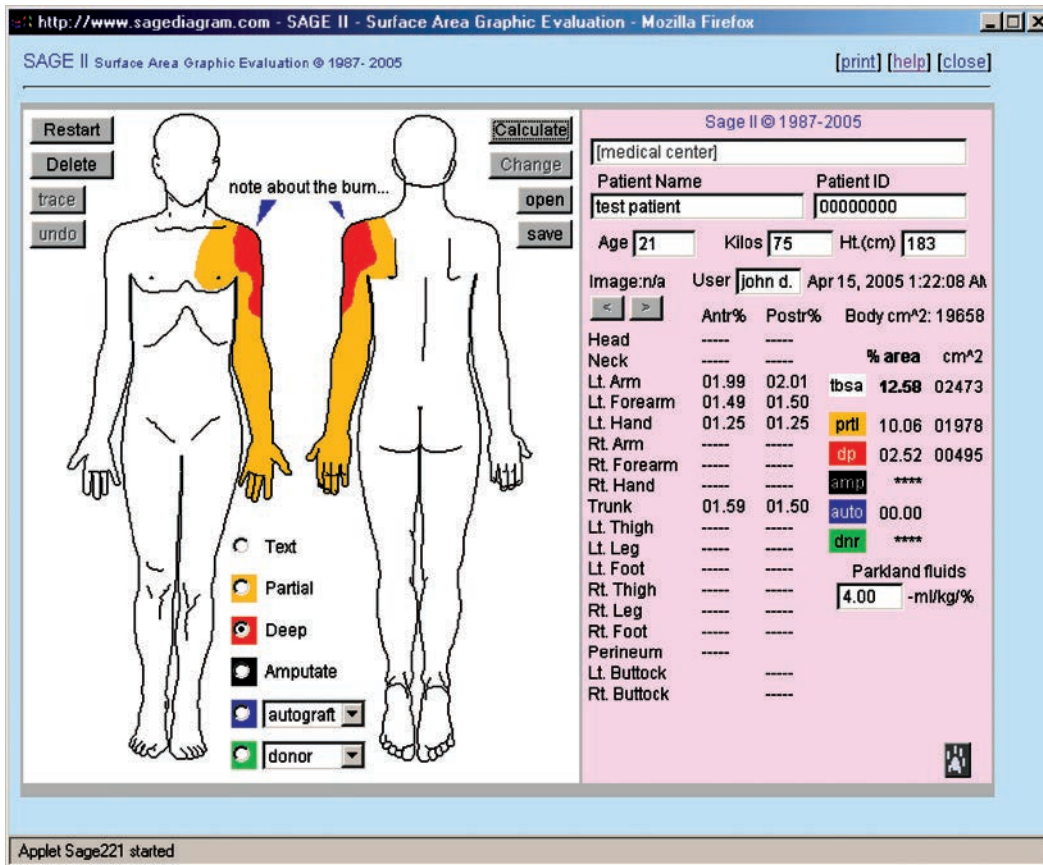 http://www.sagediagram.com - SAGE II - Surface Area Graphic Evaluation - Mozilla Firefox
SAGE II Surface Area Graphic Evaluation © 1987- 2005 [print] [help] [close]
Restart
Delete
trace
undo
note about the burn...
Calculate
Change
open
save
Text
Partial
Deep
Amputate
autograft
donor
Sage II © 1987-2005
[medical center]
Patient Name Patient ID
test patient 00000000
Age 21 Kilos 75 Ht.(cm) 183
Image:n/a User john d. Apr 15, 2005 1:22:08 AM
< >
Antr% Postr% Body cm^2: 19658
Head ----- -----
Neck ----- -----
Lt. Arm 01.99 02.01
Lt. Forearm 01.49 01.50
Lt. Hand 01.25 01.25
Rt. Arm ----- -----
Rt. Forearm ----- -----
Rt. Hand ----- -----
Trunk 01.59 01.50
Lt. Thigh ----- -----
Lt. Leg ----- -----
Lt. Foot ----- -----
Rt. Thigh ----- -----
Rt. Leg ----- -----
Rt. Foot ----- -----
Perineum -----
Lt. Buttock -----
Rt. Buttock -----
% area cm^2
tbsa 12.58 02473
prtl 10.06 01978
dp 02.52 00495
amp ****
auto 00.00
dnr ****
Parkland fluids
4.00 -ml/kg/%
Applet Sage221 started